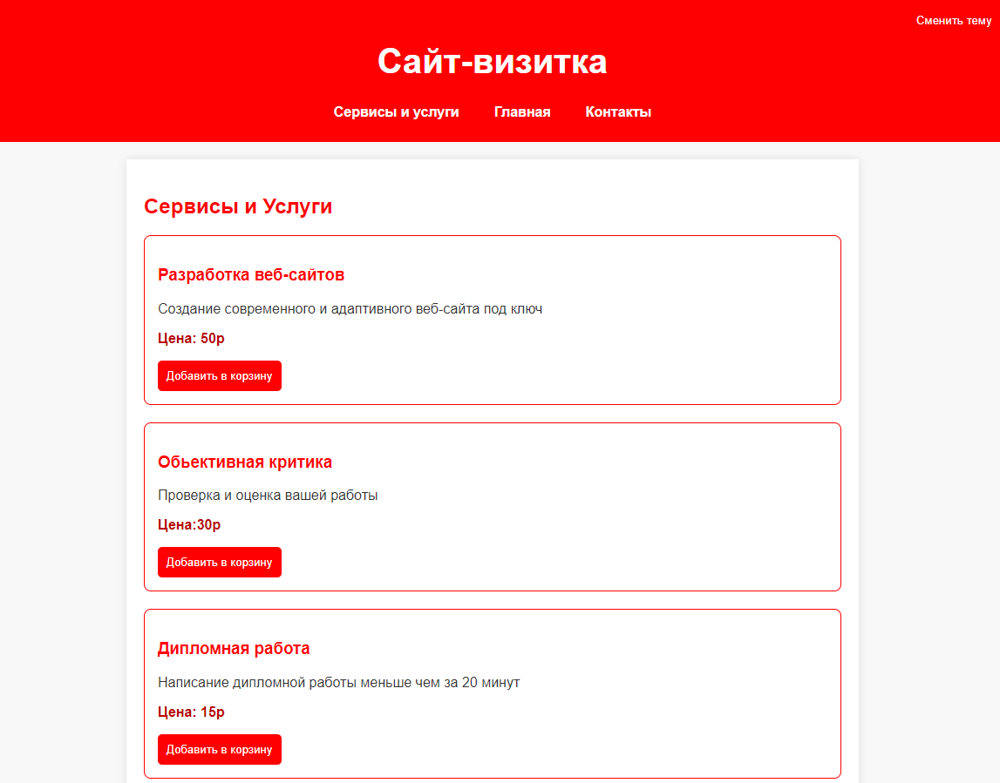 Сменить тему
Сайт-визитка
Сервисы и услуги Главная Контакты
Сервисы и Услуги
Разработка веб-сайтов
Создание современного и адаптивного веб-сайта под ключ
Цена: 50р
Добавить в корзину
Обьективная критика
Проверка и оценка вашей работы
Цена:30р
Добавить в корзину
Дипломная работа
Написание дипломной работы меньше чем за 20 минут
Цена: 15р
Добавить в корзину